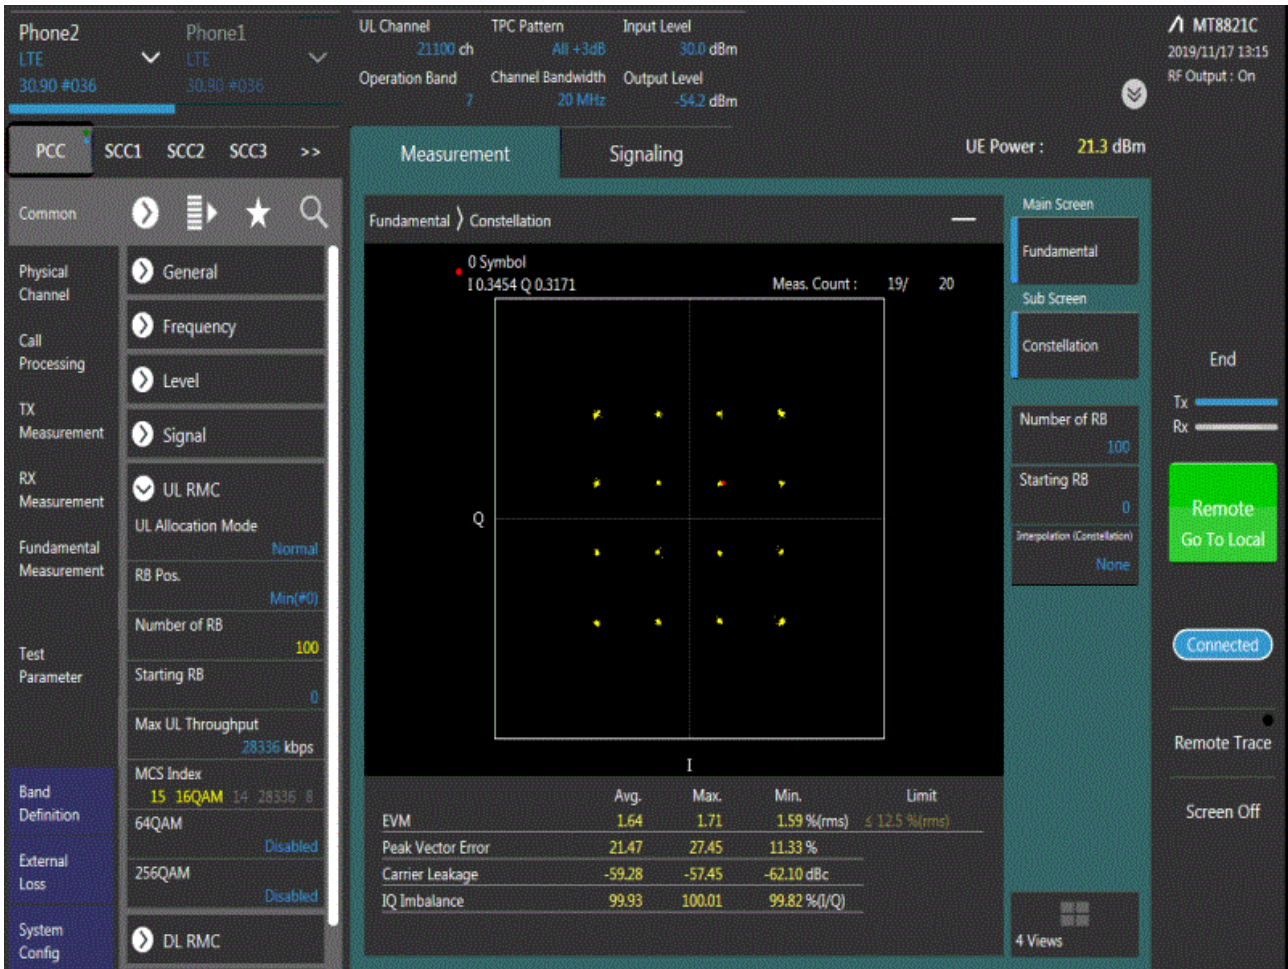 Phone2
LTE
30.90 #036
Phone1
LTE
30.90 #036
UL Channel
21100 ch
TPC Pattern
All +3dB
Input Level
30.0 dBm
Operation Band
7
Channel Bandwidth
20 MHz
Output Level
-54.2 dBm
MT8821C
2019/11/17 13:15
RF Output : On
PCC SCC1 SCC2 SCC3 >>
Measurement
Signaling
UE Power : 21.3 dBm
Common
Physical
Channel
Call
Processing
TX
Measurement
RX
Measurement
Fundamental
Measurement
Test
Parameter
Band
Definition
External
Loss
System
Config
General
Frequency
Level
Signal
UL RMC
UL Allocation Mode
Normal
RB Pos.
Min(#0)
Number of RB
100
Starting RB
0
Max UL Throughput
28336 kbps
MCS Index
15 16QAM 14 28336 8
64QAM
Disabled
256QAM
Disabled
DL RMC
Fundamental 〉 Constellation
0 Symbol
I 0.3454 Q 0.3171
Meas. Count : 19/ 20
Q
I
Avg. Max. Min. Limit
EVM 1.64 1.71 1.59 %(rms) ≤ 12.5 %(rms)
Peak Vector Error 21.47 27.45 11.33 %
Carrier Leakage -59.28 -57.45 -62.10 dBc
IQ Imbalance 99.93 100.01 99.82 %(I/Q)
Main Screen
Fundamental
Sub Screen
Constellation
Number of RB
100
Starting RB
0
Interpolation (Constellation)
None
4 Views
End
Tx
Rx
Remote
Go To Local
Connected
Remote Trace
Screen Off